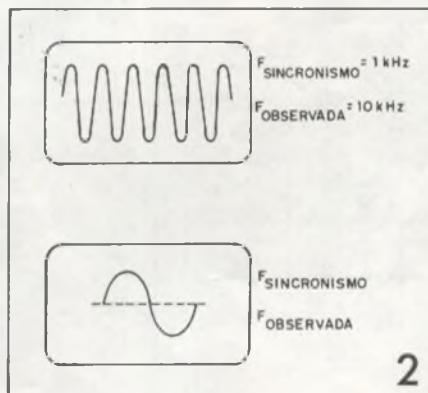 FSINCRONISMO = 1 kHz
FOBSERVADA = 10 kHz
FSINCRONISMO
FOBSERVADA
2